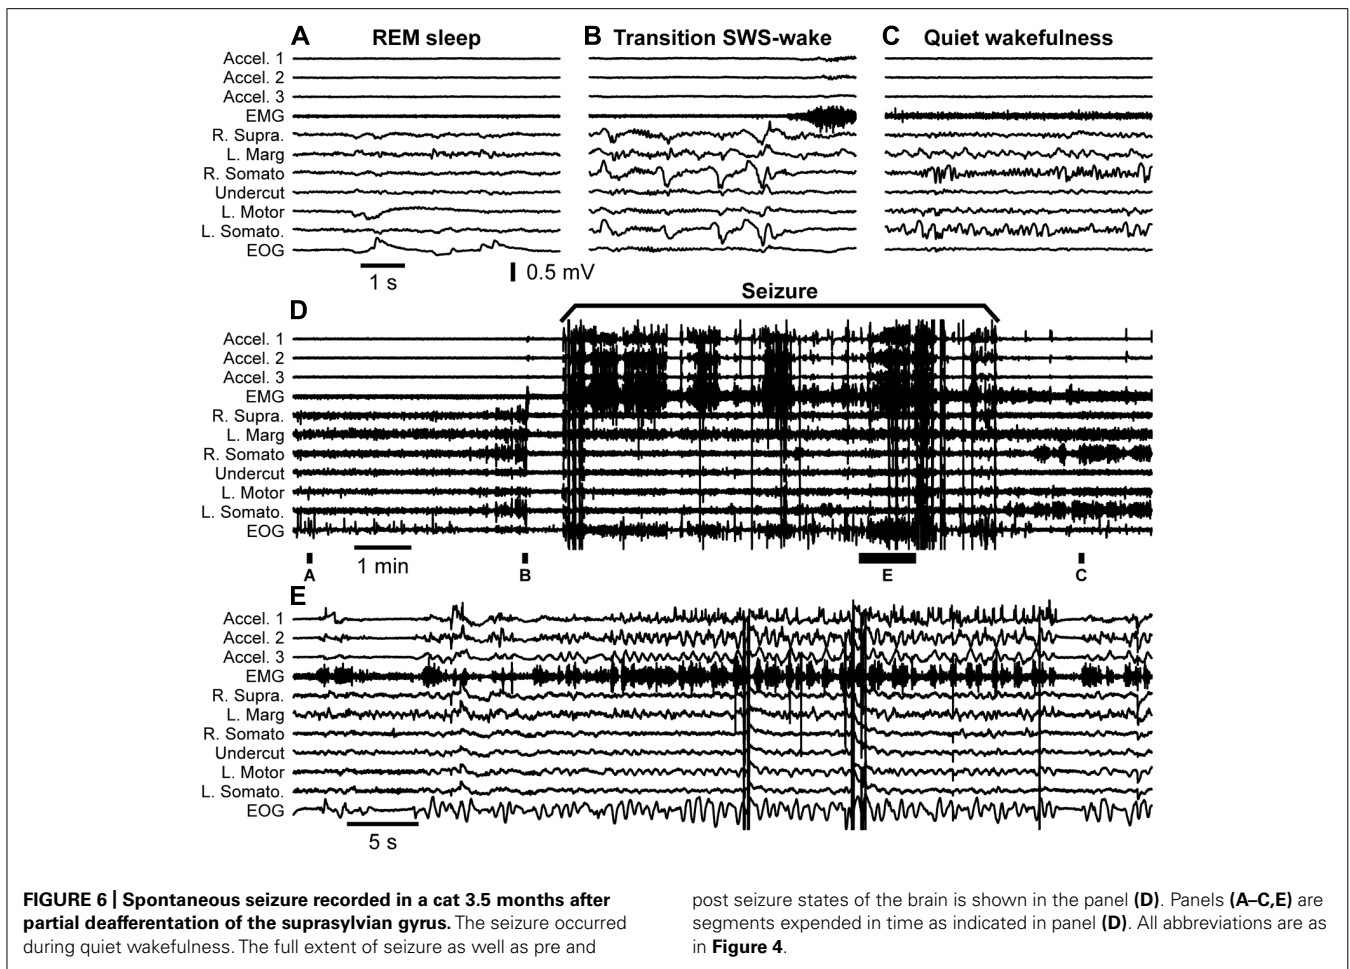 A REM sleep B Transition SWS-wake C Quiet wakefulness
Accel. 1
Accel. 2
Accel. 3
EMG
R. Supra.
L. Marg
R. Somato
Undercut
L. Motor
L. Somato.
EOG
1 s
0.5 mV
Seizure
D
Accel. 1
Accel. 2
Accel. 3
EMG
R. Supra.
L. Marg
R. Somato
Undercut
L. Motor
L. Somato.
EOG
1 min
A B E C
E
Accel. 1
Accel. 2
Accel. 3
EMG
R. Supra.
L. Marg
R. Somato
Undercut
L. Motor
L. Somato.
EOG
5 s
FIGURE 6 | Spontaneous seizure recorded in a cat 3.5 months after
partial deafferentation of the suprasylvian gyrus. The seizure occurred
during quiet wakefulness. The full extent of seizure as well as pre and
post seizure states of the brain is shown in the panel (D). Panels (A–C,E) are
segments expended in time as indicated in panel (D). All abbreviations are as
in Figure 4.